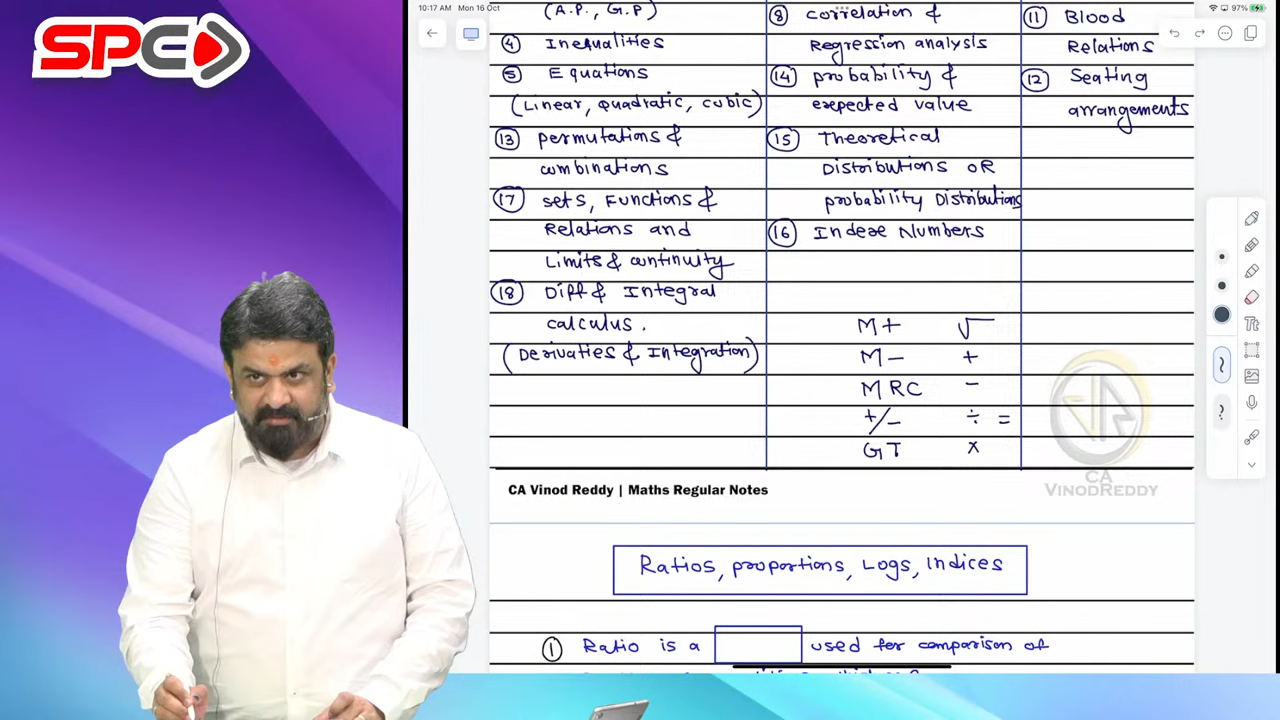 SPC
10:17 AM Mon 16 Oct
97%
(A.P., G.P)
④ Inequalities
⑤ Equations
(Linear, quadratic, cubic)
⑬ permutations &
combinations
⑰ sets, Functions &
Relations and
Limits & continuity
⑱ Diff & Integral
calculus.
(Derivaties & Integration)
⑧ correlation &
Regression analysis
⑭ probability &
expected value
⑮ Theoretical
Distributions OR
probability Distributions
⑯ Index Numbers
M+ √
M- +
MRC -
+/- ÷ =
GT ×
⑪ Blood
Relations
⑫ Seating
arrangements
CA
VINODREDDY
CA Vinod Reddy | Maths Regular Notes
Ratios, proportions, Logs, Indices
① Ratio is a used for comparison of